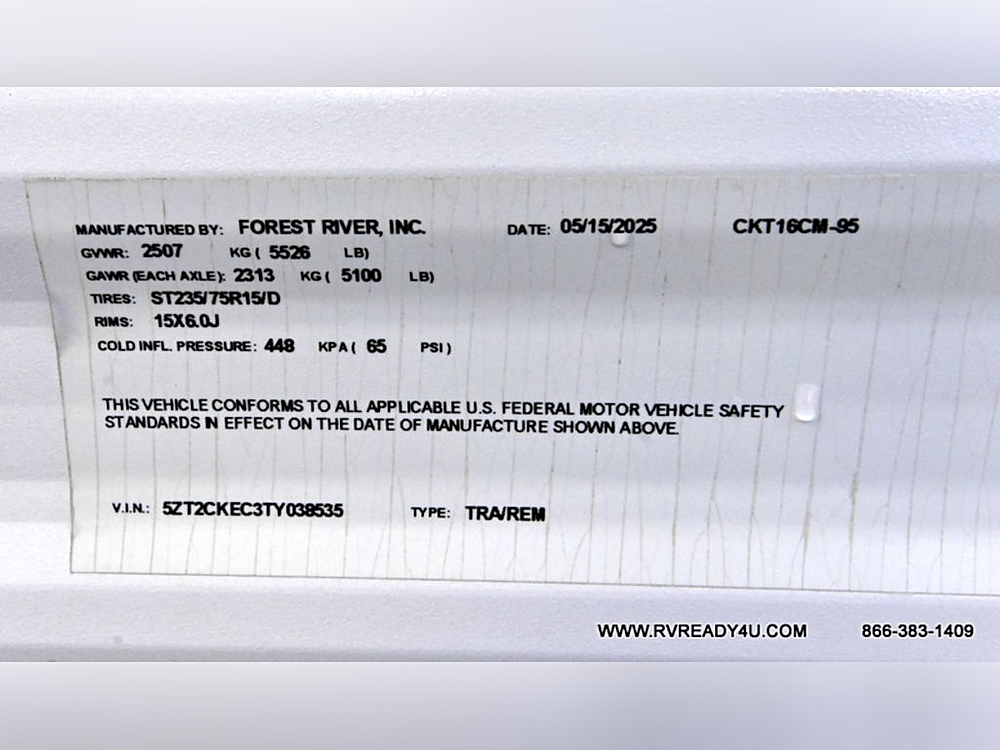 MANUFACTURED BY: FOREST RIVER, INC. DATE: 05/15/2025 CKT16CM-95
GVWR: 2507 KG ( 5526 LB)
GAWR (EACH AXLE): 2313 KG ( 5100 LB)
TIRES: ST235/75R15/D
RIMS: 15X6.0J
COLD INFL. PRESSURE: 448 KPA ( 65 PSI )
THIS VEHICLE CONFORMS TO ALL APPLICABLE U.S. FEDERAL MOTOR VEHICLE SAFETY
STANDARDS IN EFFECT ON THE DATE OF MANUFACTURE SHOWN ABOVE.
V.I.N.: 5ZT2CKEC3TY038535 TYPE: TRA/REM
WWW.RVREADY4U.COM 866-383-1409